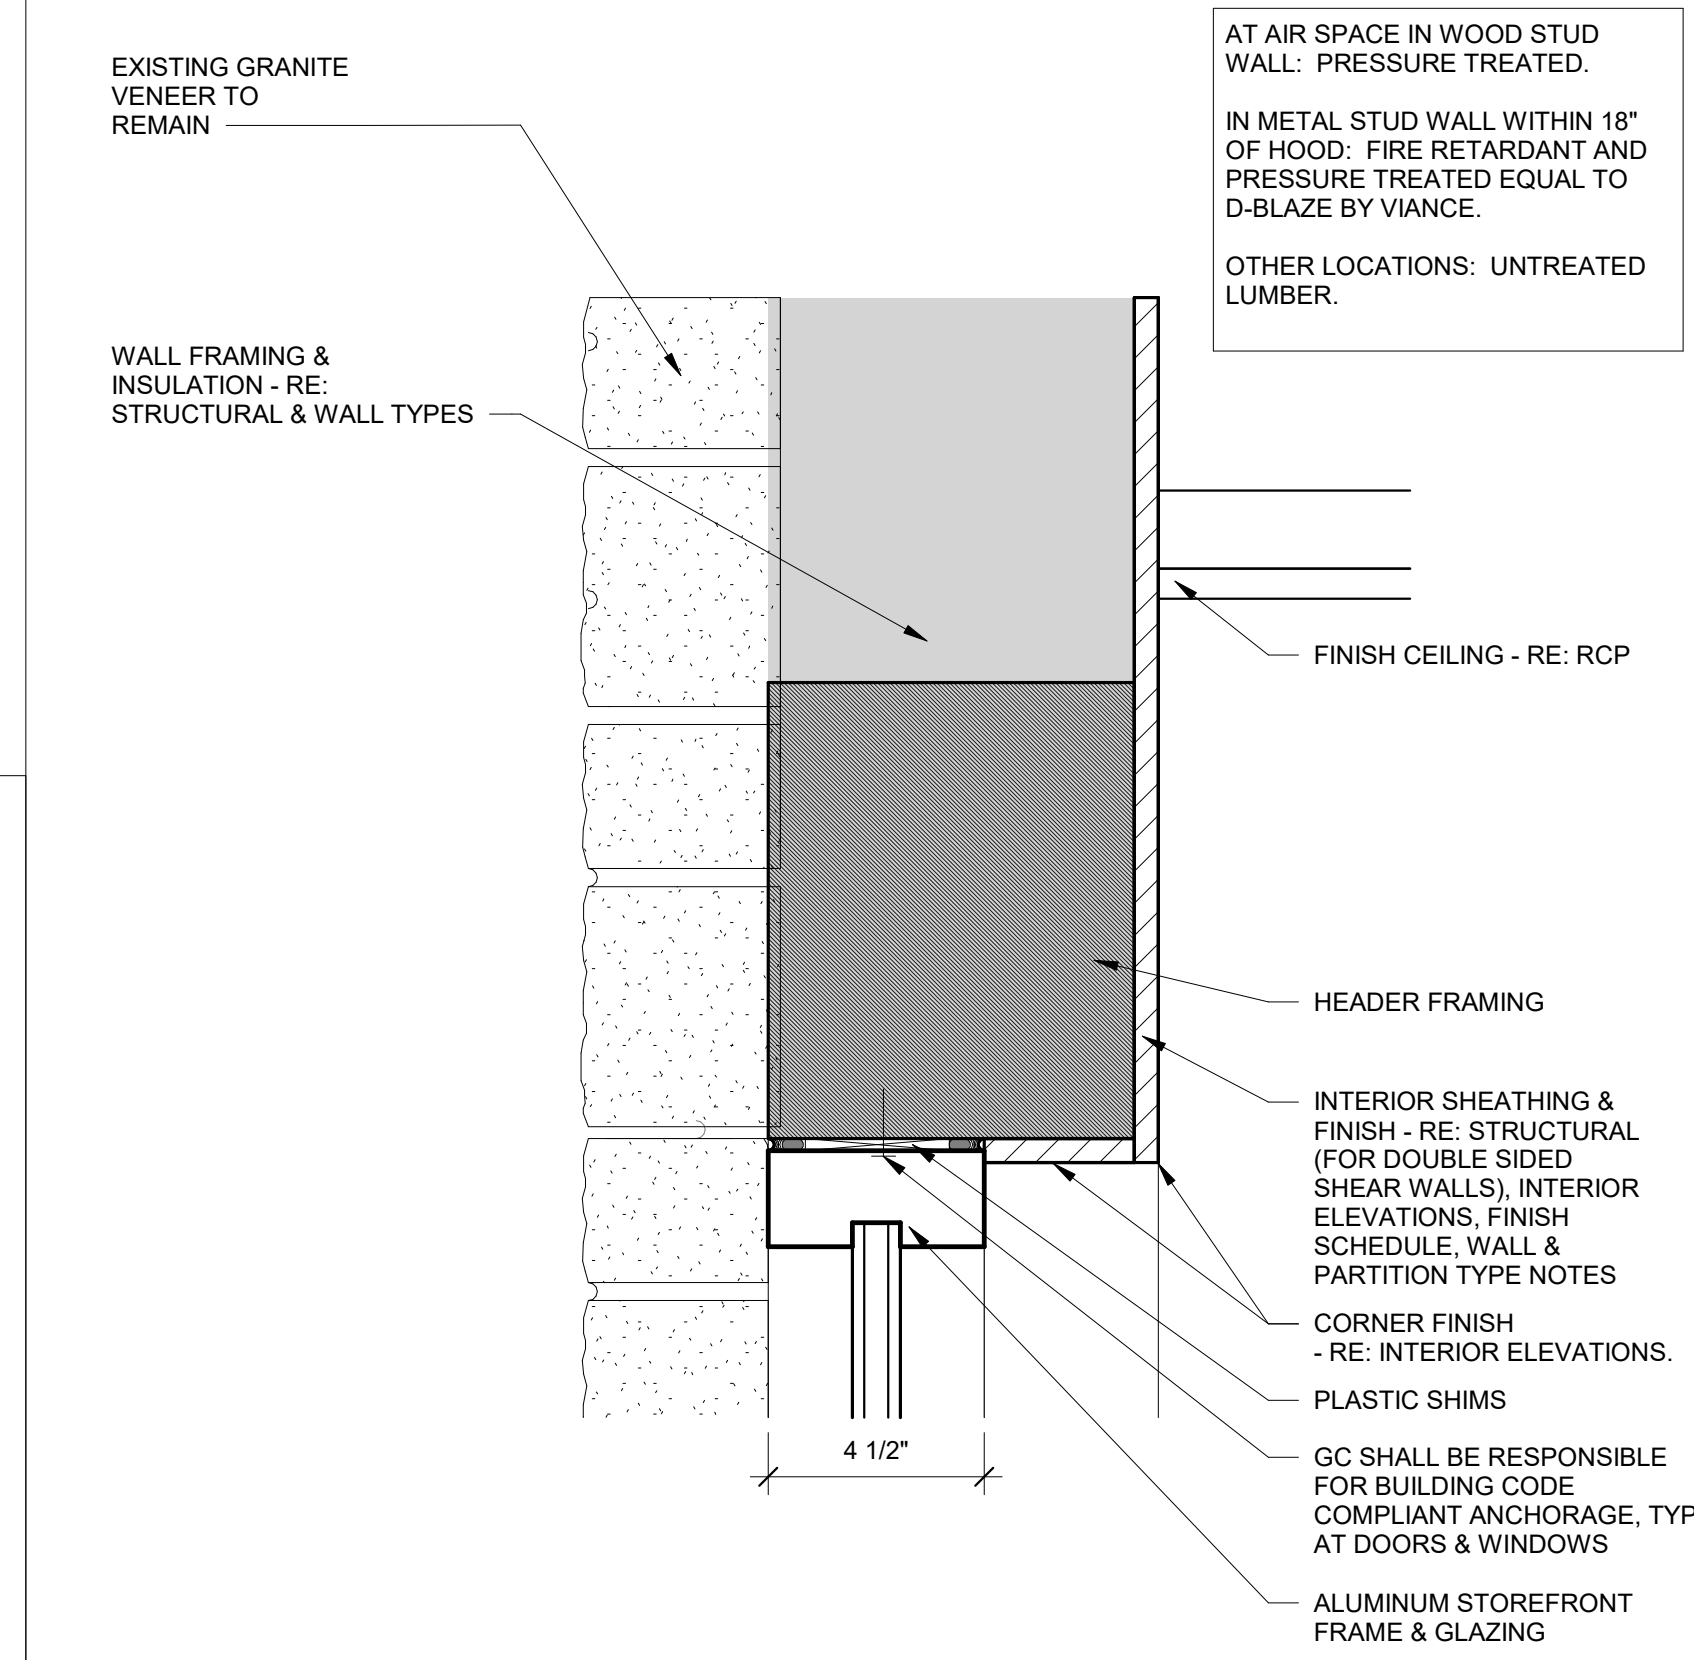 AT AIR SPACE IN WOOD STUD
WALL: PRESSURE TREATED.
IN METAL STUD WALL WITHIN 18"
OF HOOD: FIRE RETARDANT AND
PRESSURE TREATED EQUAL TO
D-BLAZE BY VIANCE.
OTHER LOCATIONS: UNTREATED
LUMBER.
EXISTING GRANITE
VENEER TO
REMAIN
WALL FRAMING &
INSULATION - RE:
STRUCTURAL & WALL TYPES
FINISH CEILING - RE: RCP
HEADER FRAMING
INTERIOR SHEATHING &
FINISH - RE: STRUCTURAL
(FOR DOUBLE SIDED
SHEAR WALLS), INTERIOR
ELEVATIONS, FINISH
SCHEDULE, WALL &
PARTITION TYPE NOTES
CORNER FINISH
- RE: INTERIOR ELEVATIONS.
PLASTIC SHIMS
GC SHALL BE RESPONSIBLE
FOR BUILDING CODE
COMPLIANT ANCHORAGE, TYP
AT DOORS & WINDOWS
ALUMINUM STOREFRONT
FRAME & GLAZING
4 1/2"